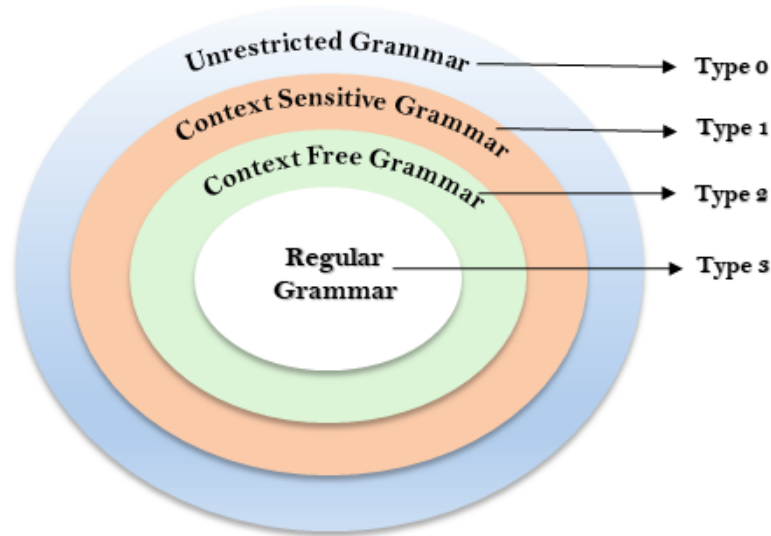 Unrestricted Grammar
Type 0
Context Sensitive Grammar
Type 1
Context Free Grammar
Type 2
Regular
Grammar
Type 3